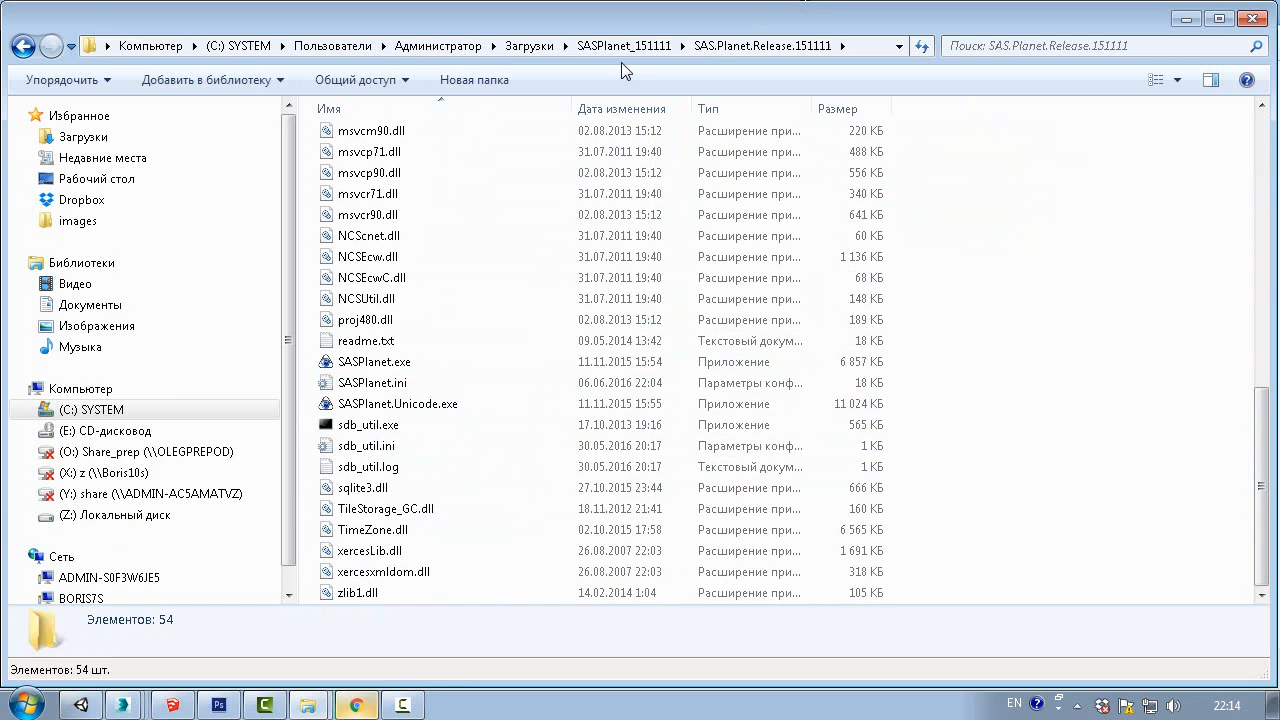 Компьютер (C:) SYSTEM Пользователи Администратор Загрузки SASPlanet_151111 SAS.Planet.Release.151111 Поиск: SAS.Planet.Release.151111
Упорядочить Добавить в библиотеку Общий доступ Новая папка
Избранное
Загрузки
Недавние места
Рабочий стол
Dropbox
images
Библиотеки
Видео
Документы
Изображения
Музыка
Компьютер
(C:) SYSTEM
(E:) CD-дисковод
(O:) Share_prep (\\OLEGPREPOD)
(X:) z (\\Boris10s)
(Y:) share (\\ADMIN-AC5AMATVZ)
(Z:) Локальный диск
Сеть
ADMIN-S0F3W6JE5
BORIS7S
Имя Дата изменения Тип Размер
msvcm90.dll 02.08.2013 15:12 Расширение при... 220 КБ
msvcp71.dll 31.07.2011 19:40 Расширение при... 488 КБ
msvcp90.dll 02.08.2013 15:12 Расширение при... 556 КБ
msvcr71.dll 31.07.2011 19:40 Расширение при... 340 КБ
msvcr90.dll 02.08.2013 15:12 Расширение при... 641 КБ
NCScnet.dll 31.07.2011 19:40 Расширение при... 60 КБ
NCSEcw.dll 31.07.2011 19:40 Расширение при... 1 136 КБ
NCSEcwC.dll 31.07.2011 19:40 Расширение при... 68 КБ
NCSUtil.dll 31.07.2011 19:40 Расширение при... 148 КБ
proj480.dll 02.08.2013 15:12 Расширение при... 189 КБ
readme.txt 09.05.2014 13:42 Текстовый докум... 18 КБ
SASPlanet.exe 11.11.2015 15:54 Приложение 6 857 КБ
SASPlanet.ini 06.06.2016 22:04 Параметры конф... 18 КБ
SASPlanet.Unicode.exe 11.11.2015 15:55 Приложение 11 024 КБ
sdb_util.exe 17.10.2013 19:16 Приложение 565 КБ
sdb_util.ini 30.05.2016 20:17 Параметры конф... 1 КБ
sdb_util.log 30.05.2016 20:17 Текстовый докум... 1 КБ
sqlite3.dll 27.10.2015 23:44 Расширение при... 666 КБ
TileStorage_GC.dll 18.11.2012 21:41 Расширение при... 160 КБ
TimeZone.dll 02.10.2015 17:58 Расширение при... 6 565 КБ
xercesLib.dll 26.08.2007 22:03 Расширение при... 1 691 КБ
xercesxmldom.dll 26.08.2007 22:03 Расширение при... 318 КБ
zlib1.dll 14.02.2014 1:04 Расширение при... 105 КБ
Элементов: 54
Элементов: 54 шт.
Ps EN 22:14